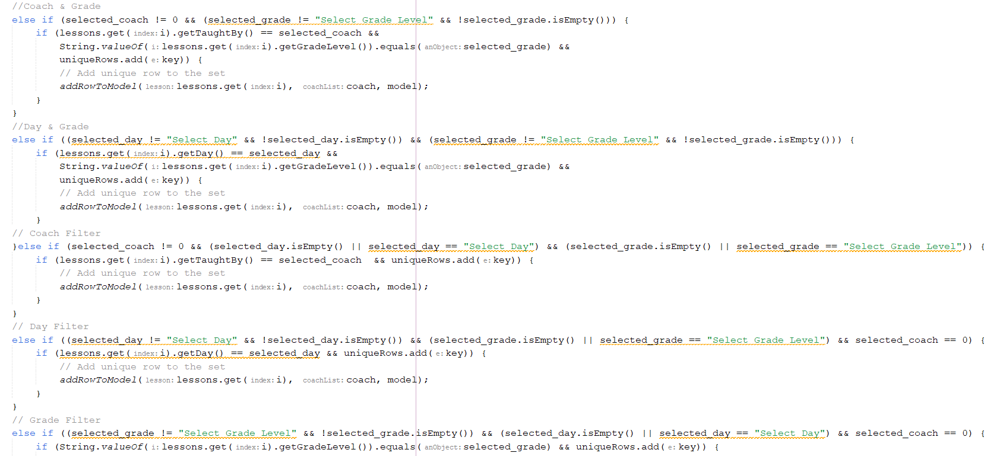 //Coach & Grade
else if (selected_coach != 0 && (selected_grade != "Select Grade Level" && !selected_grade.isEmpty())) {
if (lessons.get( index: i).getTaughtBy() == selected_coach &&
String.valueOf( i: lessons.get( index: i).getGradeLevel()).equals( anObject: selected_grade) &&
uniqueRows.add( e: key)) {
// Add unique row to the set
addRowToModel( lesson: lessons.get( index: i), coachList: coach, model);
}
}
//Day & Grade
else if ((selected_day != "Select Day" && !selected_day.isEmpty()) && (selected_grade != "Select Grade Level" && !selected_grade.isEmpty())) {
if (lessons.get( index: i).getDay() == selected_day &&
String.valueOf( i: lessons.get( index: i).getGradeLevel()).equals( anObject: selected_grade) &&
uniqueRows.add( e: key)) {
// Add unique row to the set
addRowToModel( lesson: lessons.get( index: i), coachList: coach, model);
}
// Coach Filter
}else if (selected_coach != 0 && (selected_day.isEmpty() || selected_day == "Select Day") && (selected_grade.isEmpty() || selected_grade == "Select Grade Level")) {
if (lessons.get( index: i).getTaughtBy() == selected_coach && uniqueRows.add( e: key)) {
// Add unique row to the set
addRowToModel( lesson: lessons.get( index: i), coachList: coach, model);
}
}
// Day Filter
else if ((selected_day != "Select Day" && !selected_day.isEmpty()) && (selected_grade.isEmpty() || selected_grade == "Select Grade Level") && selected_coach == 0) {
if (lessons.get( index: i).getDay() == selected_day && uniqueRows.add( e: key)) {
// Add unique row to the set
addRowToModel( lesson: lessons.get( index: i), coachList: coach, model);
}
}
// Grade Filter
else if ((selected_grade != "Select Grade Level" && !selected_grade.isEmpty()) && (selected_day.isEmpty() || selected_day == "Select Day") && selected_coach == 0) {
if (String.valueOf( i: lessons.get( index: i).getGradeLevel()).equals( anObject: selected_grade) && uniqueRows.add( e: key)) {